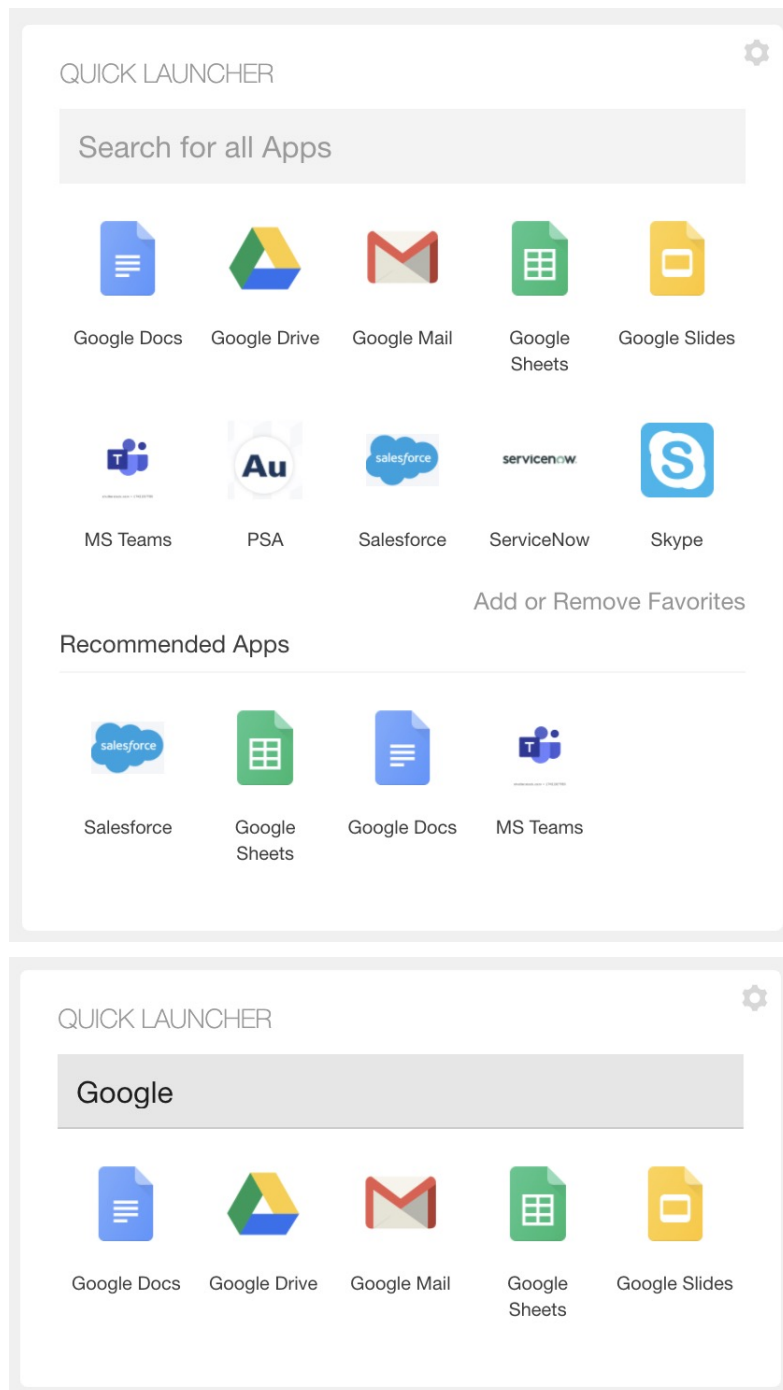 QUICK LAUNCHER
Search for all Apps
Google Docs
Google Drive
Google Mail
Google
Sheets
Google Slides
T
Au
salesforce
servicenow
S
MS Teams
PSA
Salesforce
ServiceNow
Skype
Add or Remove Favorites
Recommended Apps
salesforce
T
Salesforce
Google
Sheets
Google Docs
MS Teams
QUICK LAUNCHER
Google
Google Docs
Google Drive
Google Mail
Google
Sheets
Google Slides